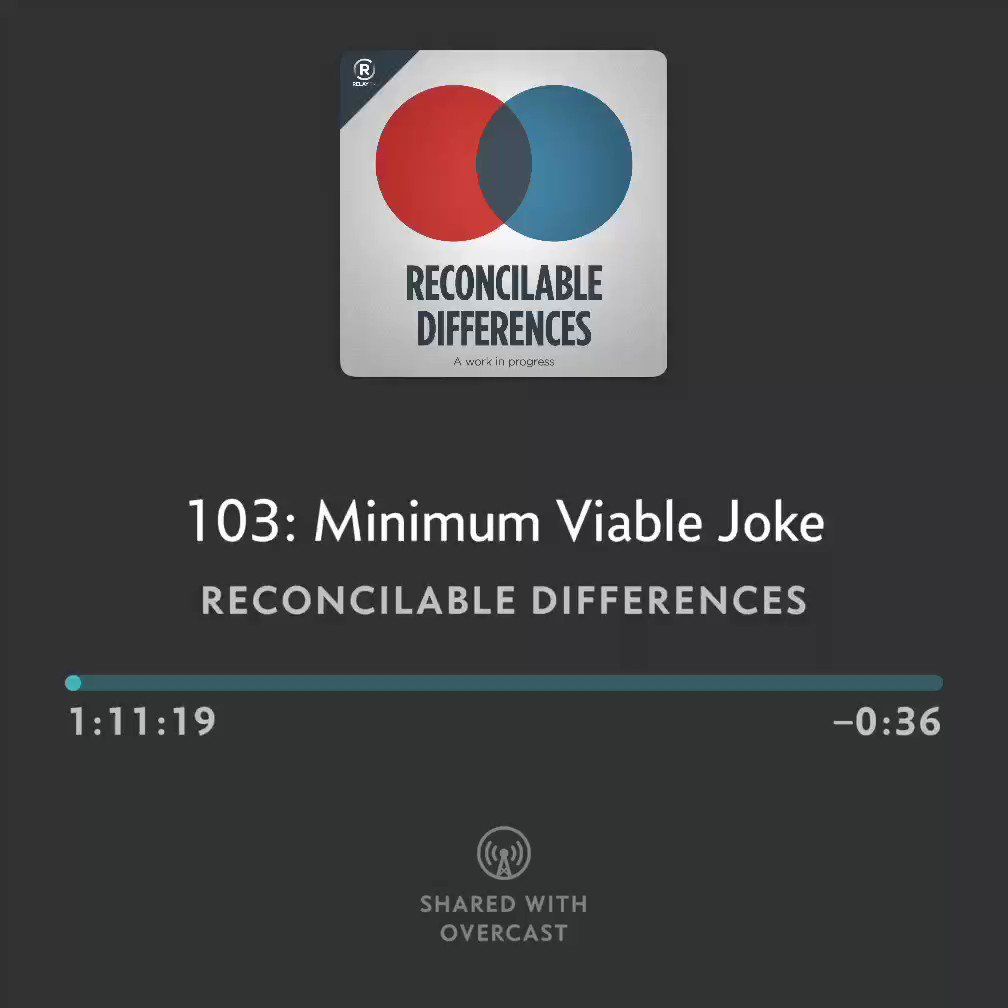 R
RELAY FM
RECONCILABLE
DIFFERENCES
A work in progress
103: Minimum Viable Joke
RECONCILABLE DIFFERENCES
1:11:19
–0:36
SHARED WITH
OVERCAST